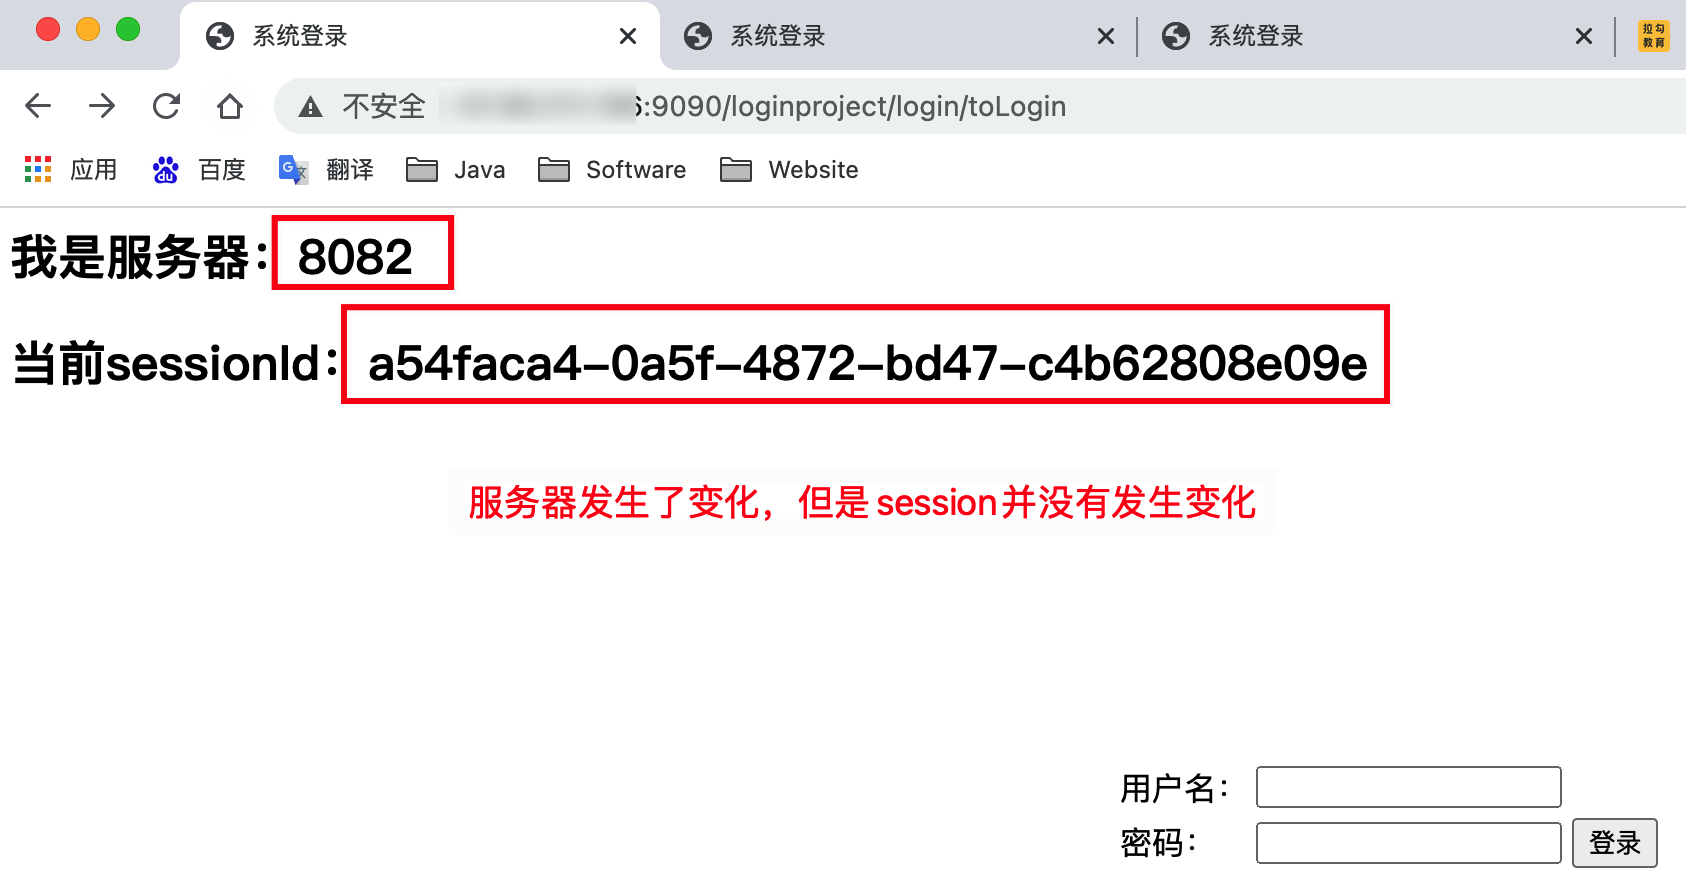 系统登录
系统登录
系统登录
拉勾
教育
不安全 :9090/loginproject/login/toLogin
应用 百度 翻译 Java Software Website
我是服务器：8082
当前sessionId：a54faca4-0a5f-4872-bd47-c4b62808e09e
服务器发生了变化，但是session并没有发生变化
用户名：
密码： 登录